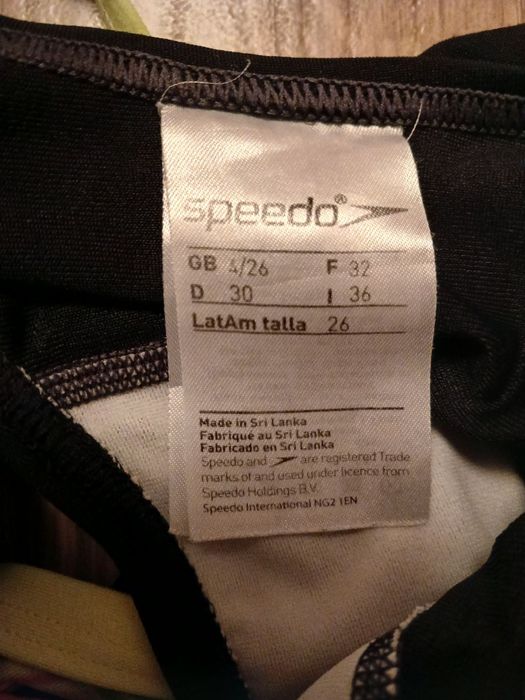 speedo®
GB 4/26 F 32
D 30 I 36
LatAm talla 26
Made in Sri Lanka
Fabriqué au Sri Lanka
Fabricado en Sri Lanka
Speedo and are registered Trade
marks of and used under licence from
Speedo Holdings B.V.
Speedo International NG2 1EN